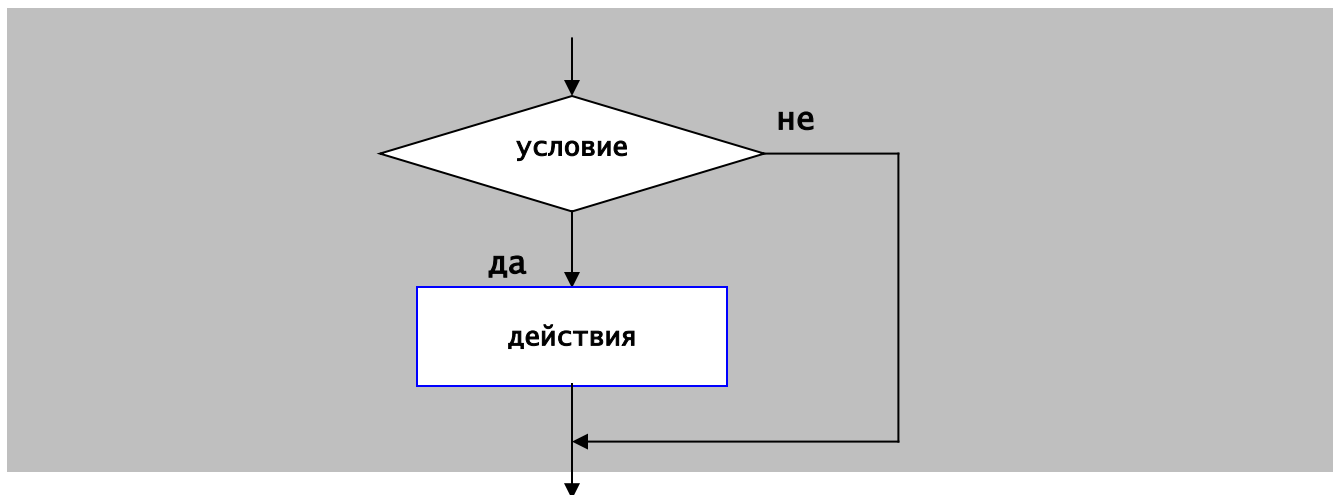 не
условие
да
действия